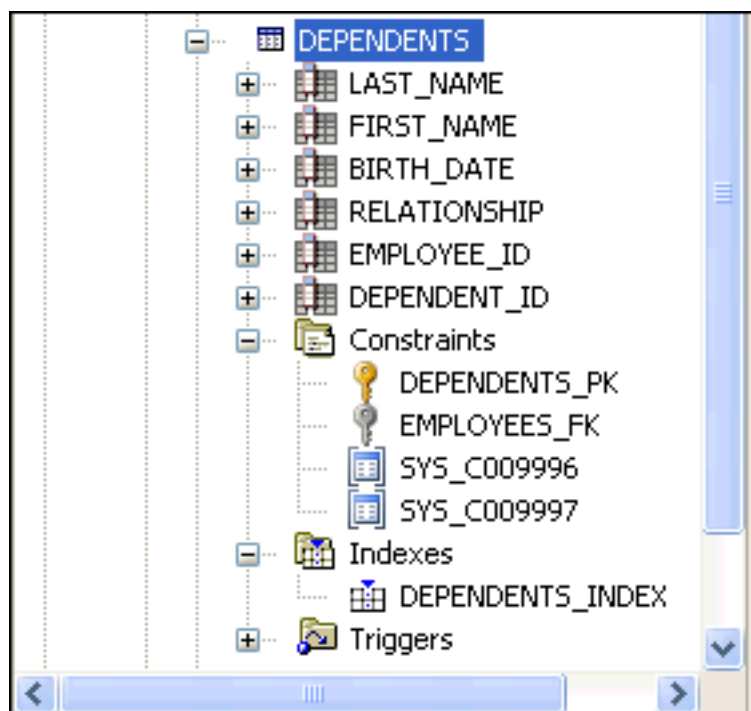 DEPENDENTS
LAST_NAME
FIRST_NAME
BIRTH_DATE
RELATIONSHIP
EMPLOYEE_ID
DEPENDENT_ID
Constraints
DEPENDENTS_PK
EMPLOYEES_FK
SYS_C009996
SYS_C009997
Indexes
DEPENDENTS_INDEX
Triggers